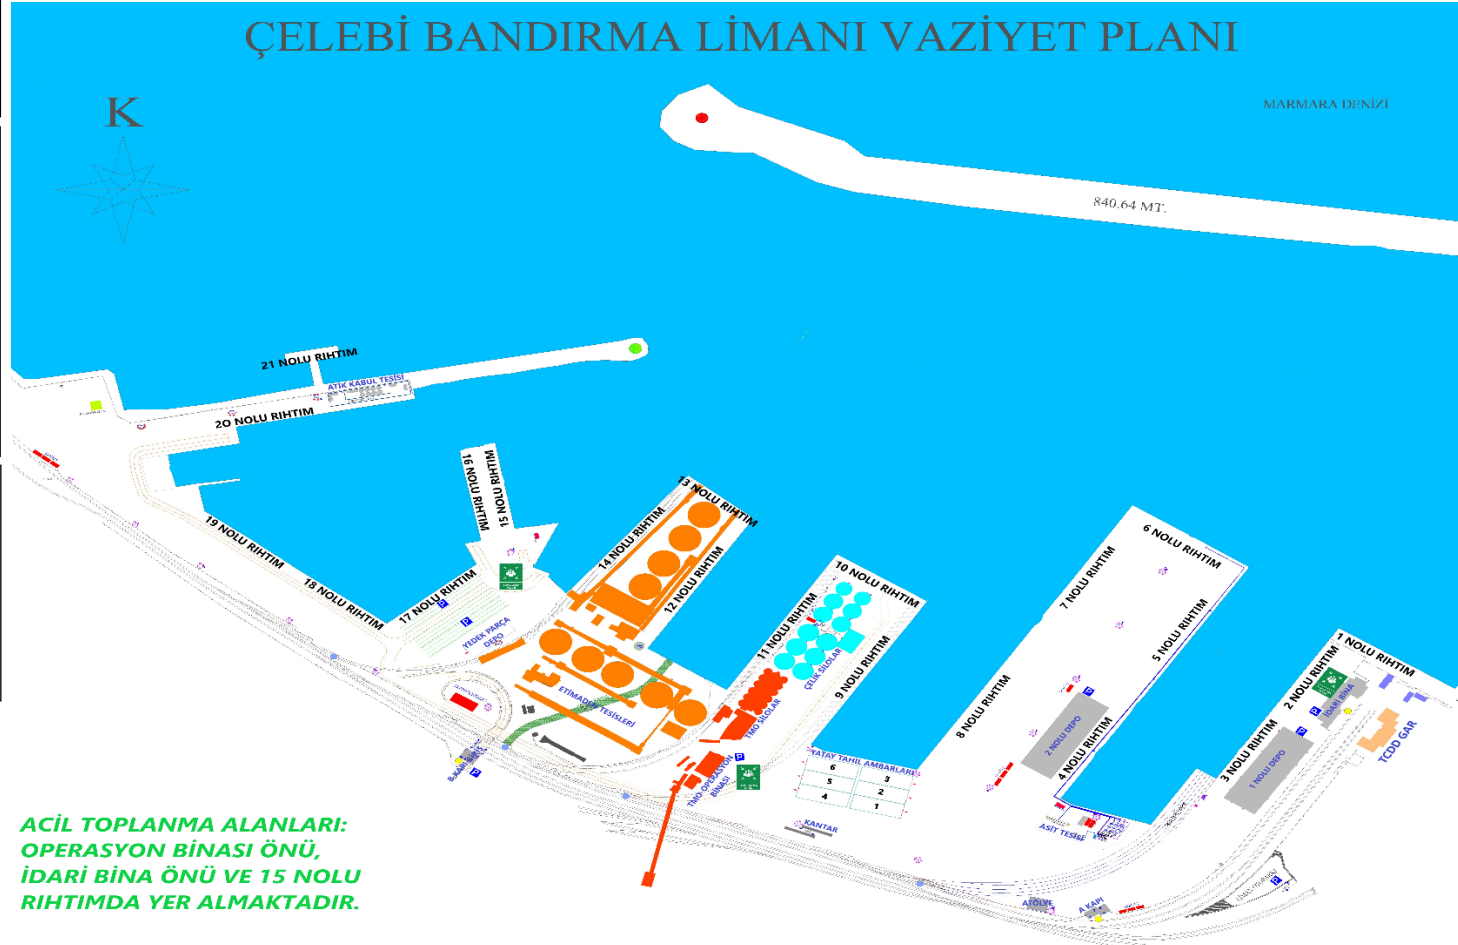 ÇELEBİ BANDIRMA LİMANI VAZİYET PLANI
K
MARMARA DENİZİ
840.64 MT.
21 NOLU RIHTIM
ATIK KABUL TESİSİ
20 NOLU RIHTIM
16 NOLU RIHTIM
15 NOLU RIHTIM
13 NOLU RIHTIM
14 NOLU RIHTIM
12 NOLU RIHTIM
19 NOLU RIHTIM
18 NOLU RIHTIM
17 NOLU RIHTIM
YEDEK PARÇA
DEPO
ETİMADEN TESİSLERİ
10 NOLU RIHTIM
11 NOLU RIHTIM
ÇELİK SİLOLAR
9 NOLU RIHTIM
TMO SİLOLAR
6 NOLU RIHTIM
7 NOLU RIHTIM
5 NOLU RIHTIM
8 NOLU RIHTIM
2 NOLU DEPO
4 NOLU RIHTIM
1 NOLU RIHTIM
2 NOLU RIHTIM
İDARİ BİNA
3 NOLU RIHTIM
1 NOLU DEPO
TCDD GAR
P
P
P
P
P
P
P
P
TMO-OPERASYON
BİNASI
YATAY TAHIL AMBARLARI
6 3
5 2
4 1
KANTAR
ASİT TESİSİ
ATÖLYE
A KAPI
ACİL TOPLANMA ALANLARI:
OPERASYON BİNASI ÖNÜ,
İDARİ BİNA ÖNÜ VE 15 NOLU
RIHTIMDA YER ALMAKTADIR.